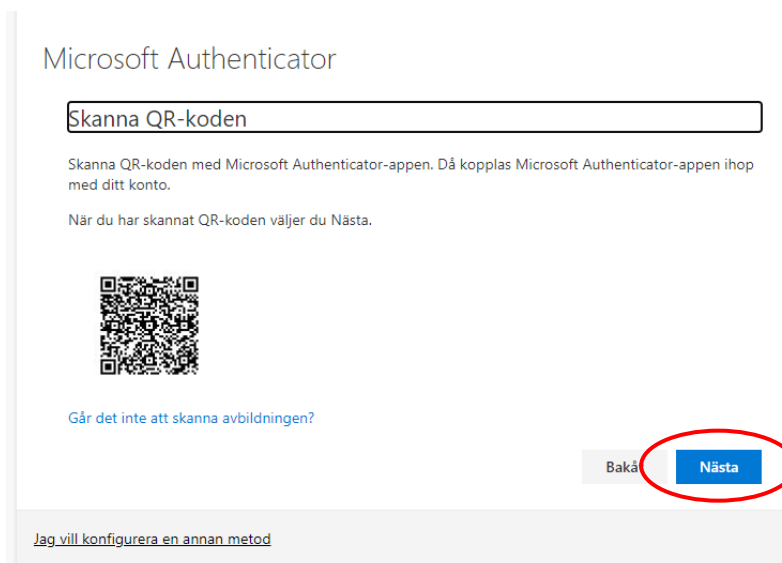 Microsoft Authenticator
Skanna QR-koden
Skanna QR-koden med Microsoft Authenticator-appen. Då kopplas Microsoft Authenticator-appen ihop
med ditt konto.
När du har skannat QR-koden väljer du Nästa.
Går det inte att skanna avbildningen?
Bakå Nästa
Jag vill konfigurera en annan metod